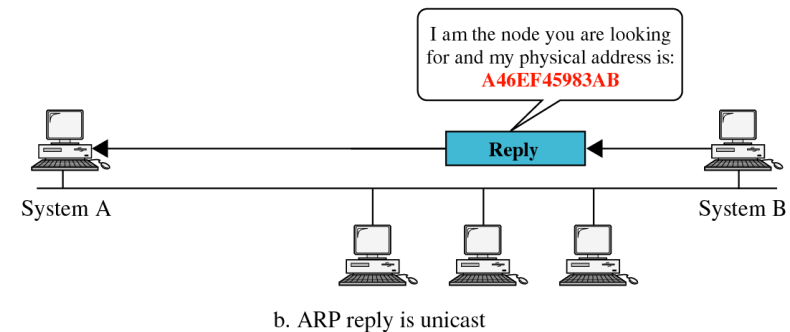 I am the node you are looking
for and my physical address is:
A46EF45983AB
Reply
System A
System B
b. ARP reply is unicast